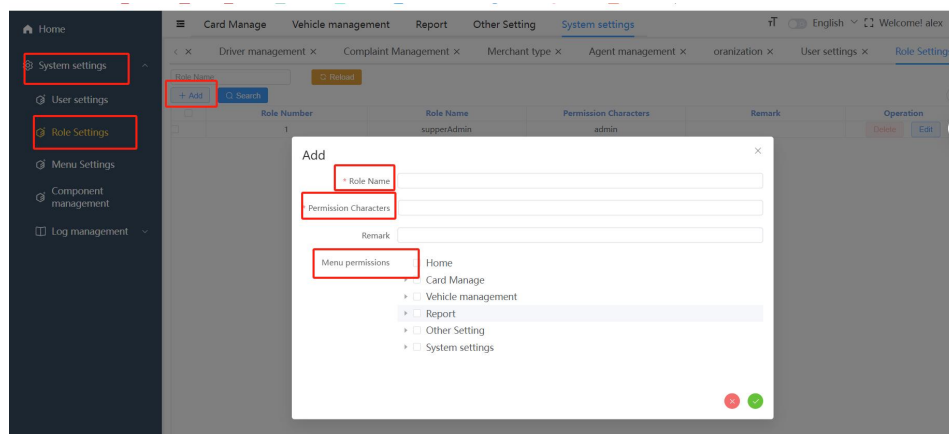 Home
Card Manage Vehicle management Report Other Setting System settings English Welcome! alex
Driver management × Complaint Management × Merchant type × Agent management × oranization × User settings × Role Setting
System settings
Role Name Reload
+ Add Search
User settings
Role Number Role Name Permission Characters Remark Operation
1 supperAdmin admin Delete Edit
Role Settings
Menu Settings
Component
management
Log management
Add
* Role Name
* Permission Characters
Remark
Menu permissions Home
Card Manage
Vehicle management
Report
Other Setting
System settings